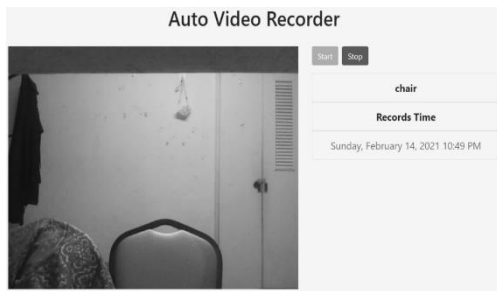 Auto Video Recorder
Start Stop
chair
Records Time
Sunday, February 14, 2021 10:49 PM